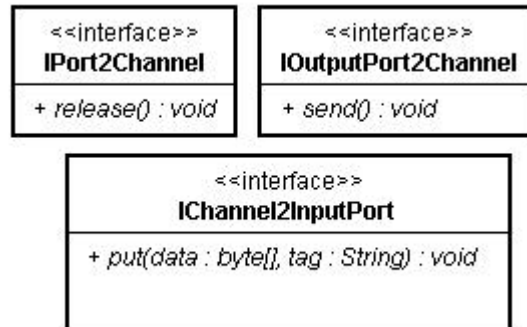 <<interface>>
IPort2Channel
+ release() : void
<<interface>>
IOutputPort2Channel
+ send() : void
<<interface>>
IChannel2InputPort
+ put(data : byte[], tag : String) : void